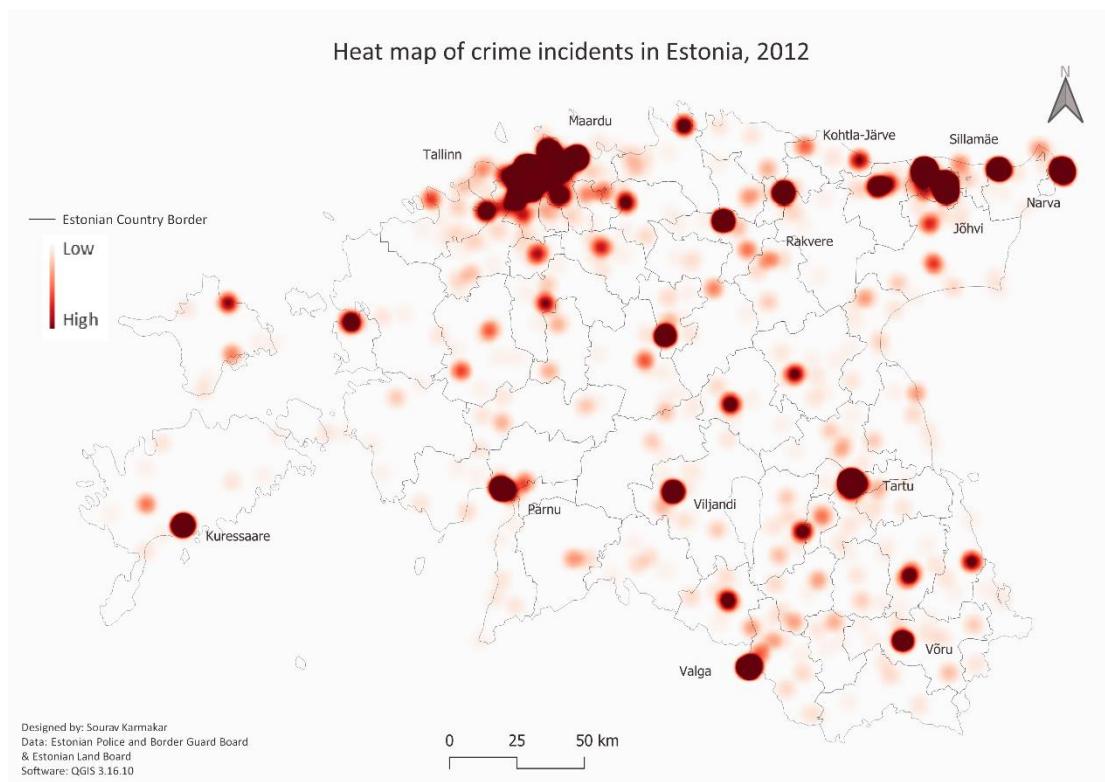 Heat map of crime incidents in Estonia, 2012
N
Maardu
Kohtla-Järve
Sillamäe
Tallinn
Narva
Estonian Country Border
Jõhvi
Low
Rakvere
High
Tartu
Viljandi
Pärnu
Kuressaare
Võru
Valga
Designed by: Sourav Karmakar
Data: Estonian Police and Border Guard Board
& Estonian Land Board
Software: QGIS 3.16.10
0 25 50 km